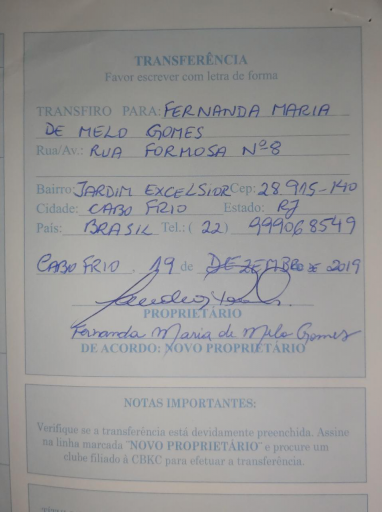 TRANSFERÊNCIA
Favor escrever com letra de forma
TRANSFIRO PARA: FERNANDA MARIA
DE MELO GOMES
Rua/Av.: RUA FORMOSA Nº8
Bairro: JARDIM EXCELSIOR Cep: 28.915-140
Cidade: CABO FRIO Estado: RJ
País: BRASIL Tel.: (22) 999068549
CABO FRIO, 19 de DEZEMBRO DE 2019
PROPRIETÁRIO
Fernanda Maria de Melo Gomes
DE ACORDO: NOVO PROPRIETÁRIO
NOTAS IMPORTANTES:
Verifique se a transferência está devidamente preenchida. Assine
na linha marcada "NOVO PROPRIETÁRIO" e procure um
clube filiado à CBKC para efetuar a transferência.